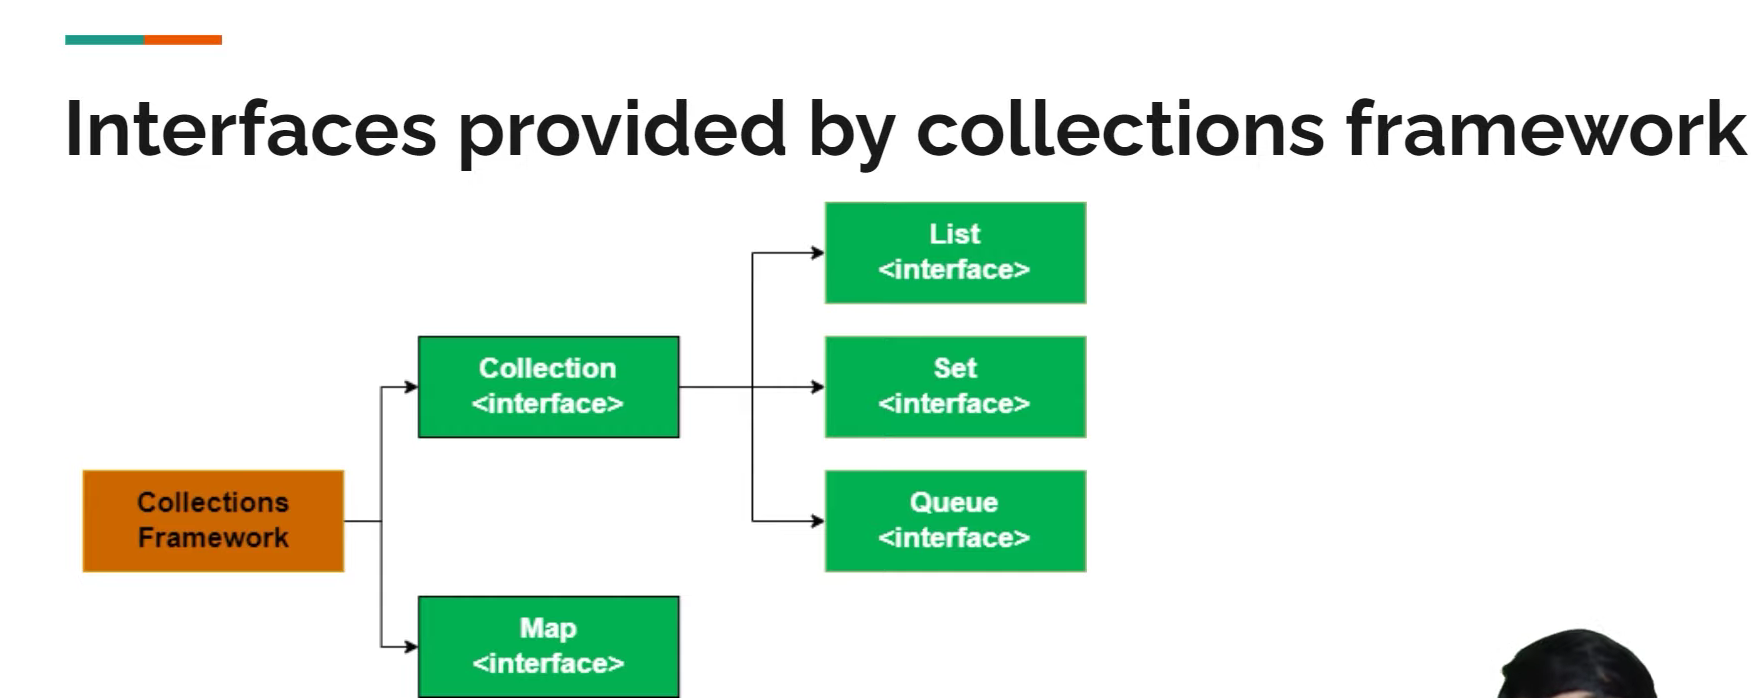 Interfaces provided by collections framework
List
<interface>
Collection
<interface>
Set
<interface>
Collections
Framework
Queue
<interface>
Map
<interface>